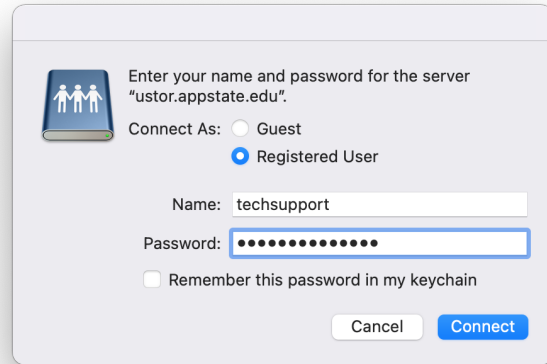 Enter your name and password for the server
“ustor.appstate.edu”.
Connect As: Guest
Registered User
Name: techsupport
Password: ••••••••••••••
Remember this password in my keychain
Cancel Connect